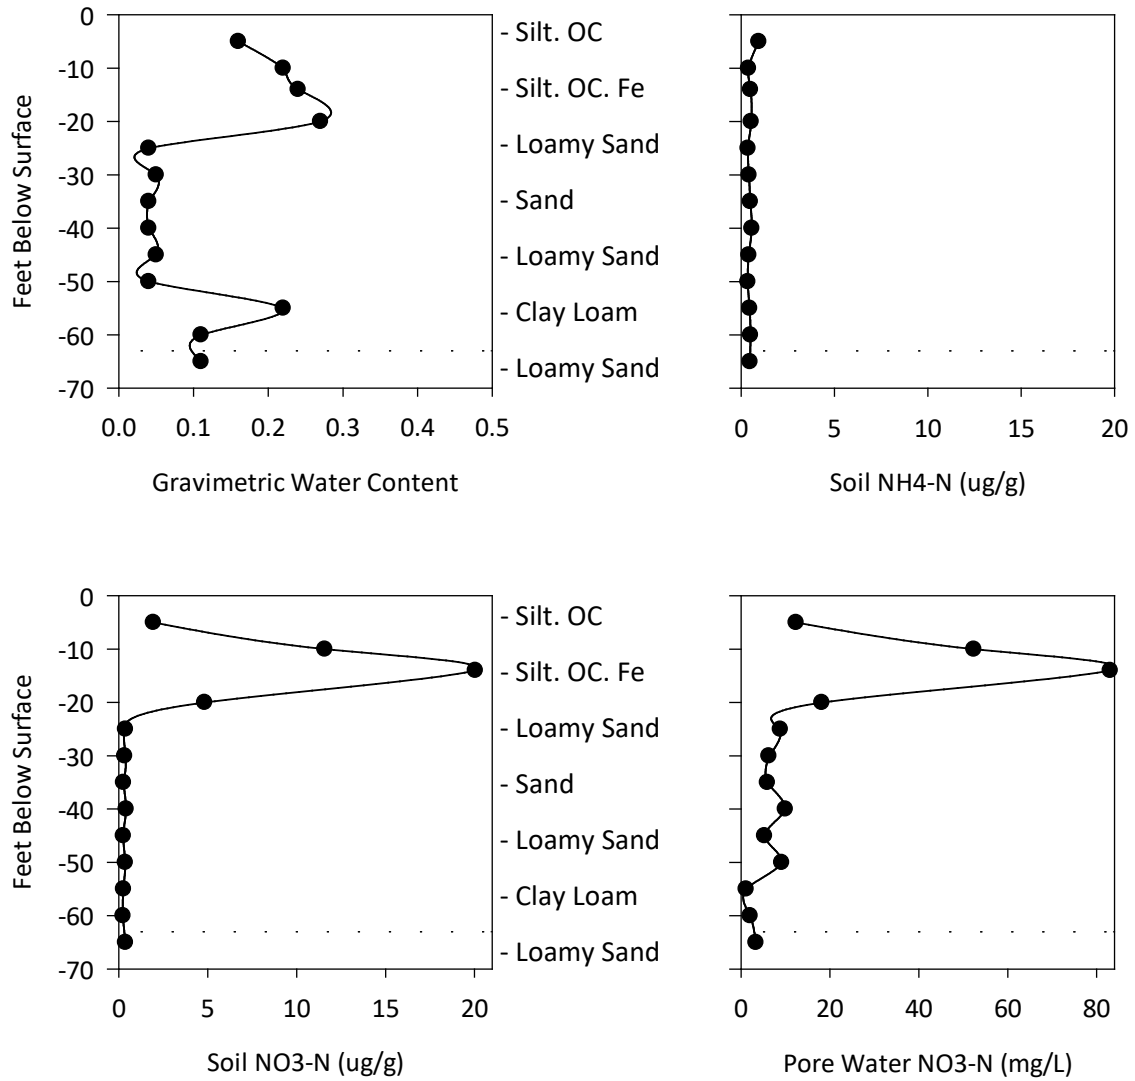 0
-10
-20
-30
-40
-50
-60
-70
Feet Below Surface
- Silt. OC
- Silt. OC. Fe
- Loamy Sand
- Sand
- Loamy Sand
- Clay Loam
- Loamy Sand
0.0 0.1 0.2 0.3 0.4 0.5
Gravimetric Water Content
0 5 10 15 20
Soil NH4-N (ug/g)
0
-10
-20
-30
-40
-50
-60
-70
Feet Below Surface
- Silt. OC
- Silt. OC. Fe
- Loamy Sand
- Sand
- Loamy Sand
- Clay Loam
- Loamy Sand
0 5 10 15 20
Soil NO3-N (ug/g)
0 20 40 60 80
Pore Water NO3-N (mg/L)